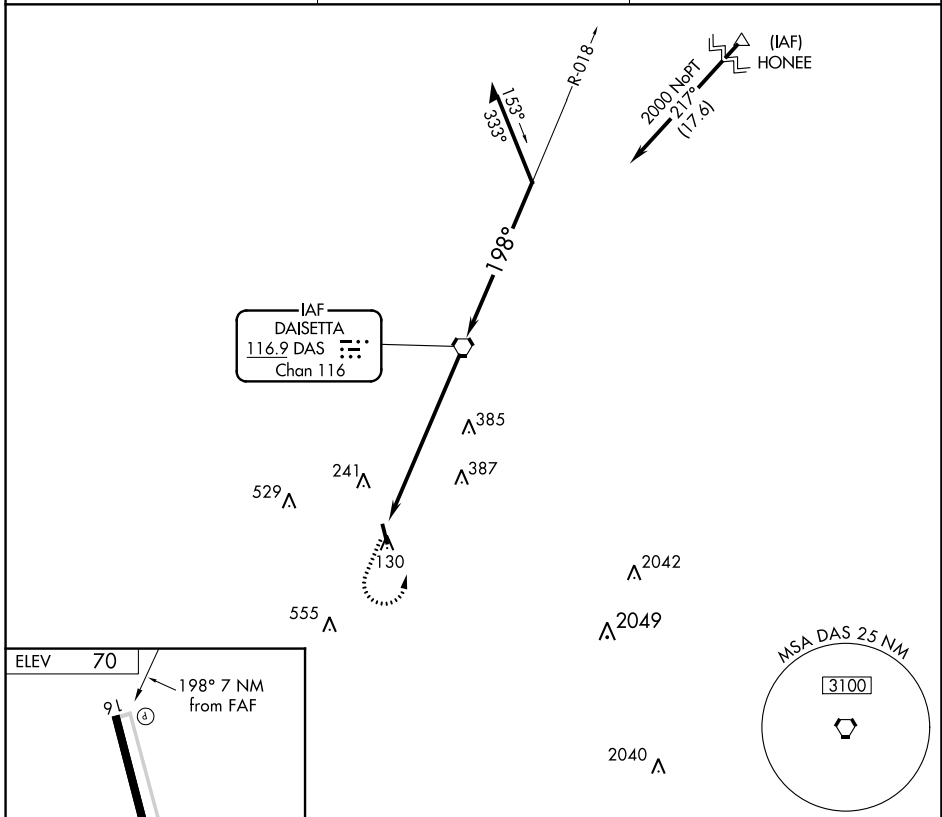 (IAF)
HONEE
2000 NoPT
217°
(17.6)
R-018
153°
333°
198°
IAF
DAISETTA
116.9 DAS
Chan 116
385
387
241
529
130
555
2042
2049
2040
MSA DAS 25 NM
3100
ELEV 70
198° 7 NM
from FAF
16
P